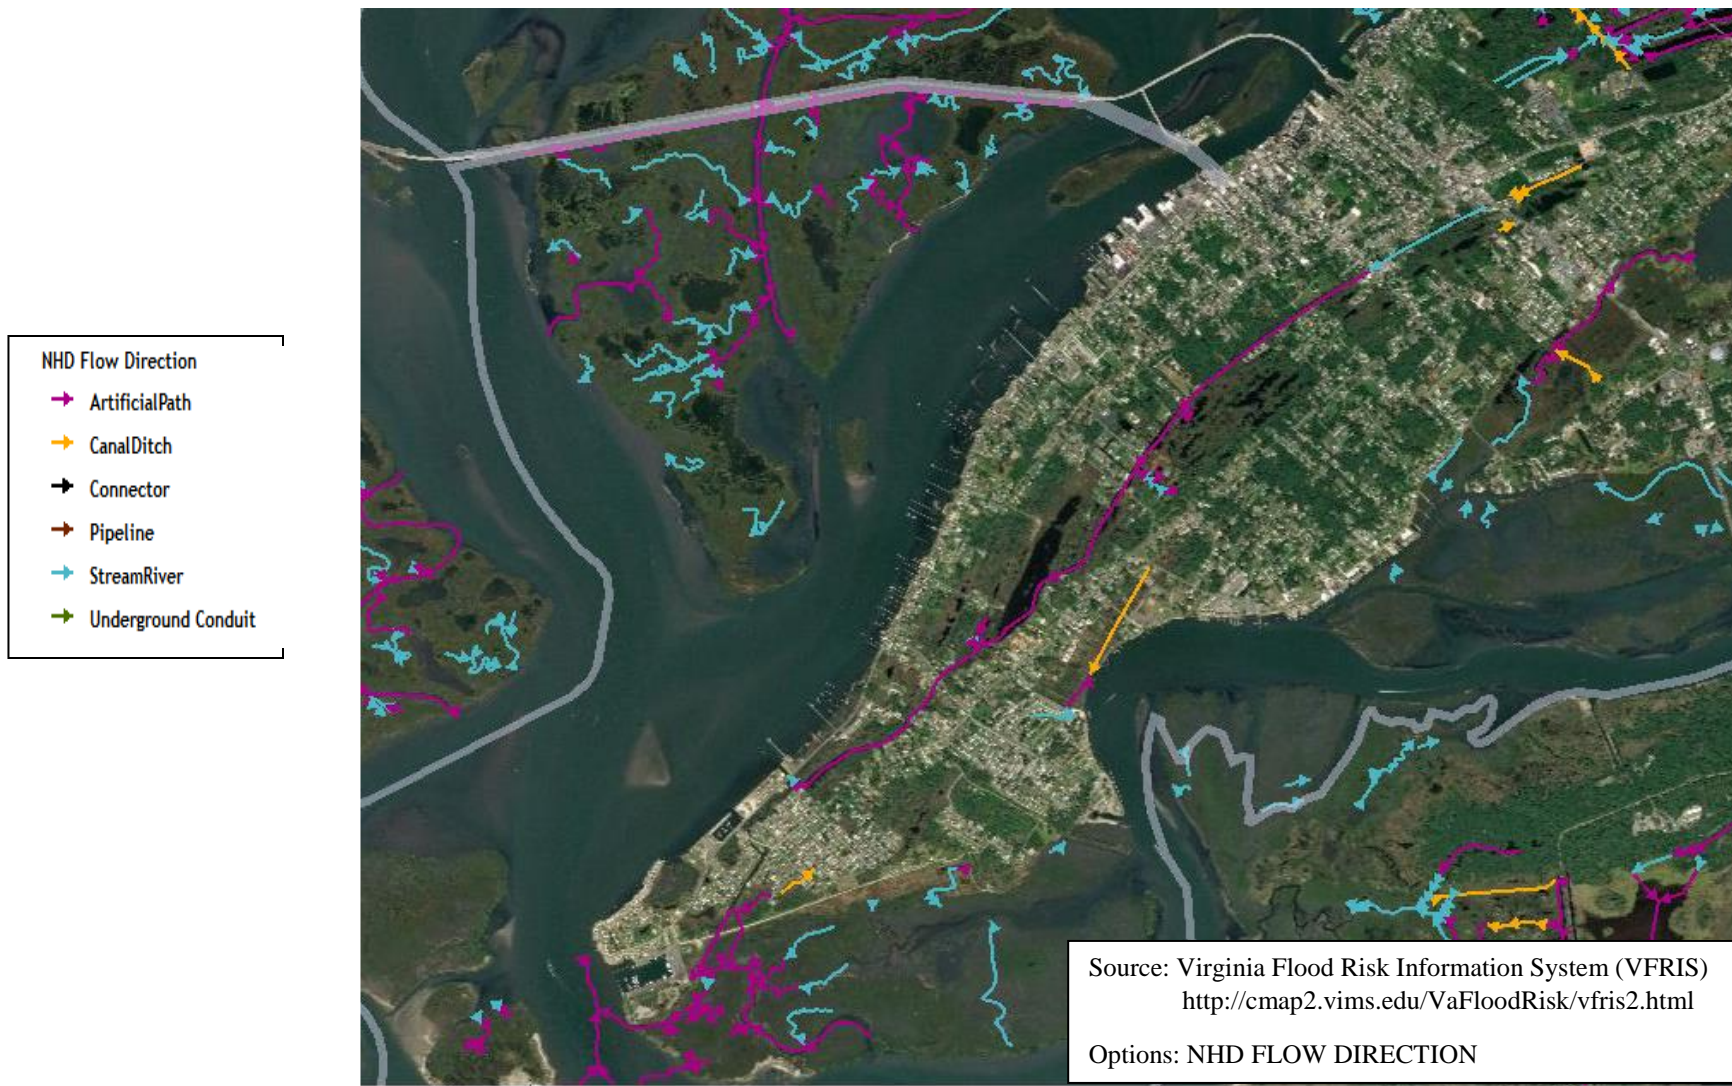 NHD Flow Direction
ArtificialPath
CanalDitch
Connector
Pipeline
StreamRiver
Underground Conduit
Source: Virginia Flood Risk Information System (VFRIS)
http://cmap2.vims.edu/VaFloodRisk/vfris2.html
Options: NHD FLOW DIRECTION